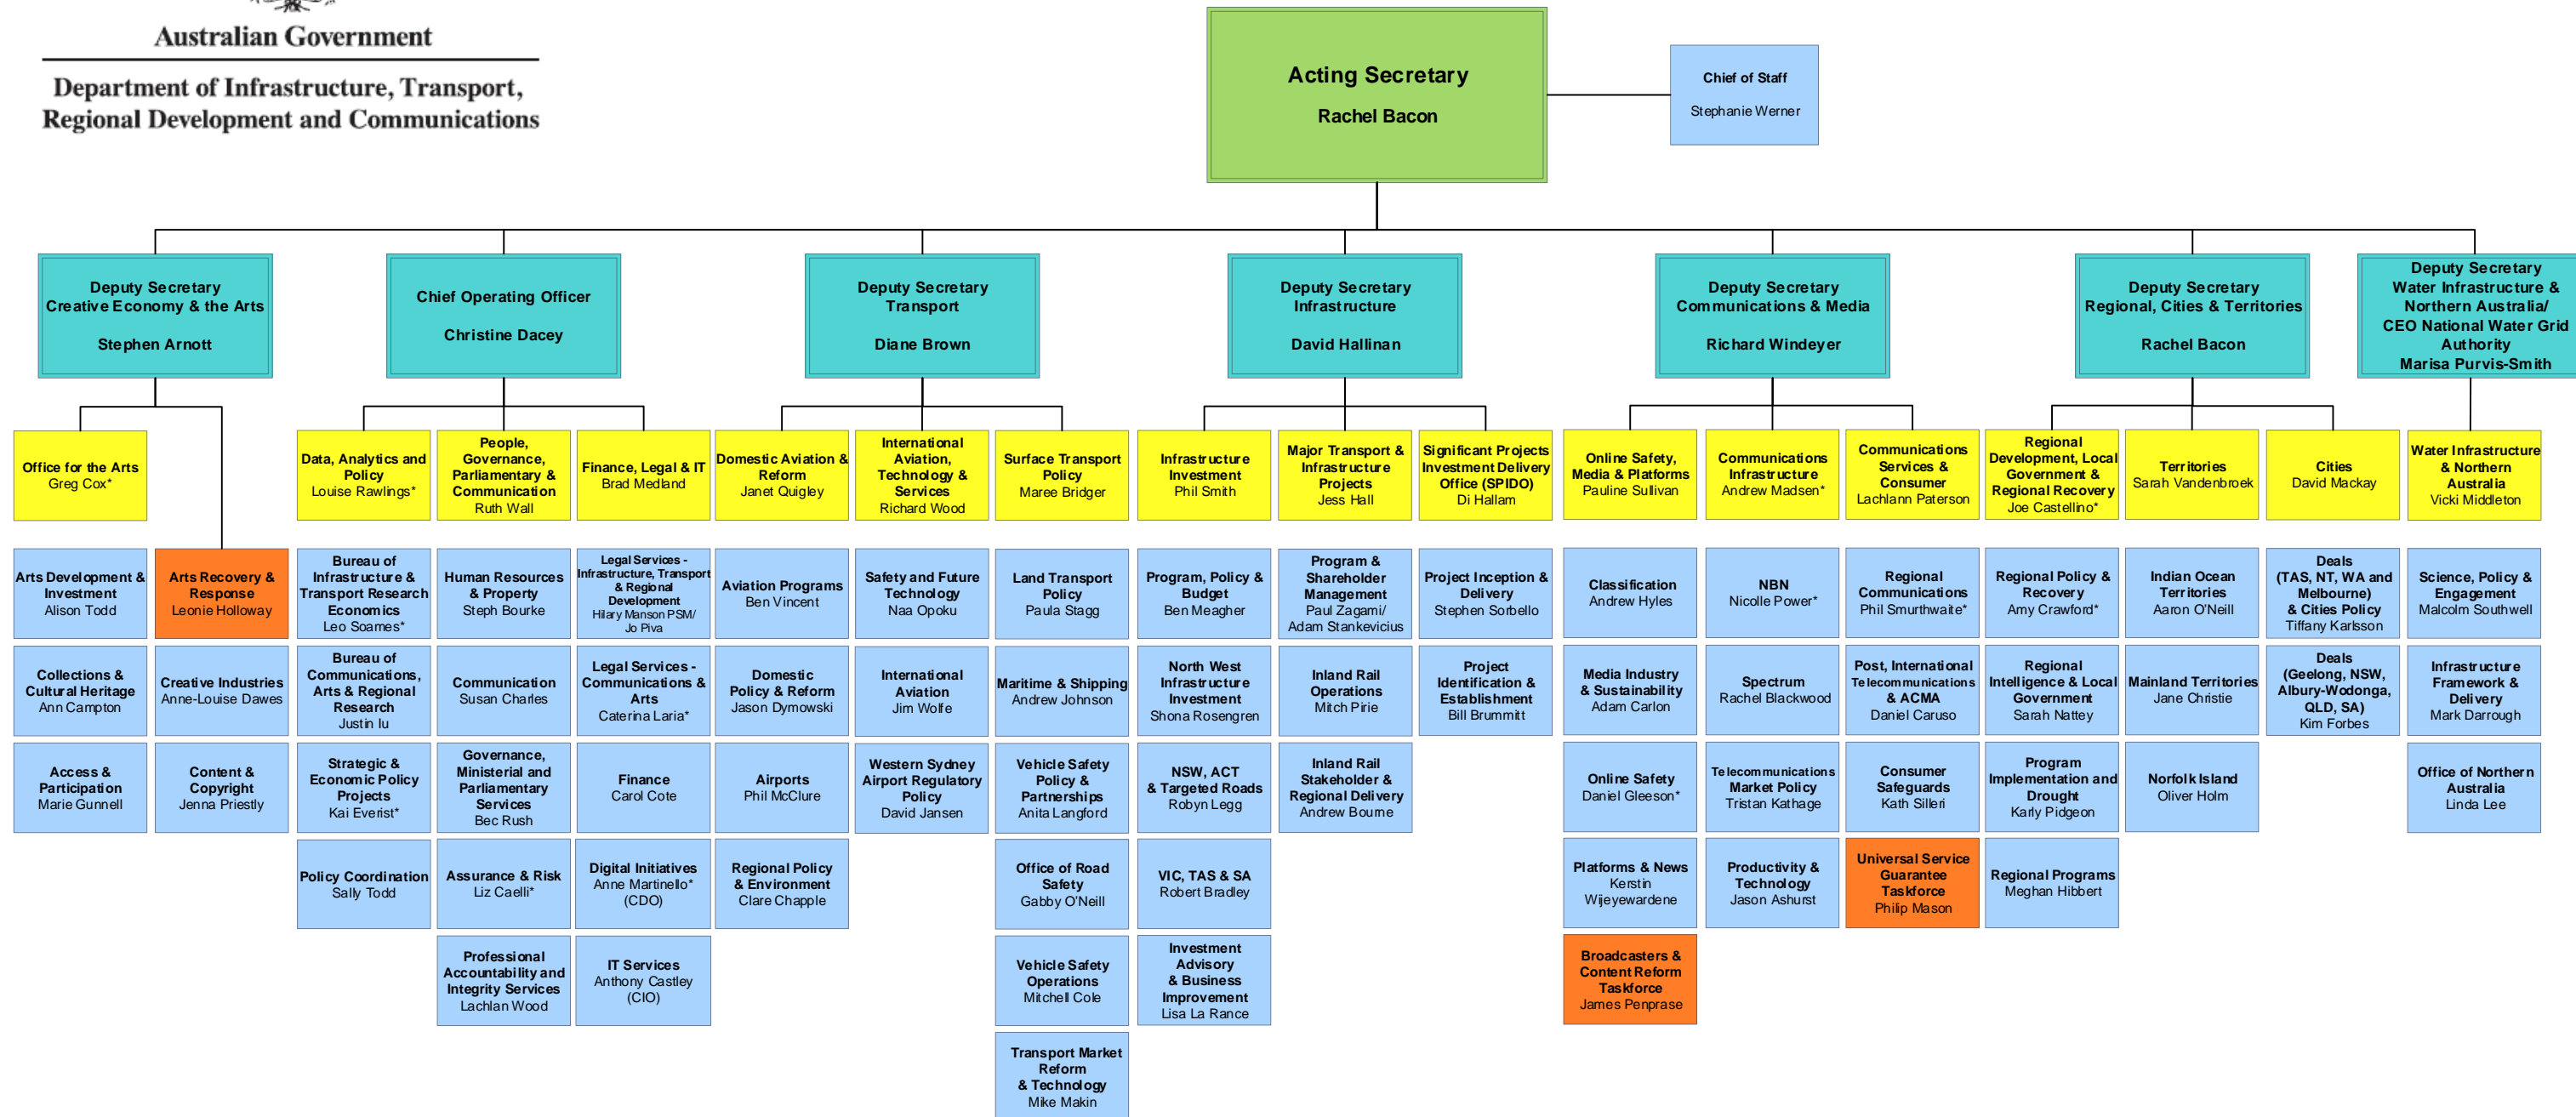 Australian Government
Department of Infrastructure, Transport,
Regional Development and Communications
Acting Secretary
Rachel Bacon
Chief of Staff
Stephanie Werner
Deputy Secretary
Creative Economy & the Arts
Stephen Arnott
Chief Operating Officer
Christine Dacey
Deputy Secretary
Transport
Diane Brown
Deputy Secretary
Infrastructure
David Hallinan
Deputy Secretary
Communications & Media
Richard Windeyer
Deputy Secretary
Regional, Cities & Territories
Rachel Bacon
Deputy Secretary
Water Infrastructure &
Northern Australia/
CEO National Water Grid
Authority
Marisa Purvis-Smith
Office for the Arts
Greg Cox*
Data, Analytics and
Policy
Louise Rawlings*
People,
Governance,
Parliamentary &
Communication
Ruth Wall
Finance, Legal & IT
Brad Medland
Domestic Aviation &
Reform
Janet Quigley
International
Aviation,
Technology &
Services
Richard Wood
Surface Transport
Policy
Maree Bridger
Infrastructure
Investment
Phil Smith
Major Transport &
Infrastructure
Projects
Jess Hall
Significant Projects
Investment Delivery
Office (SPIDO)
Di Hallam
Online Safety,
Media & Platforms
Pauline Sullivan
Communications
Infrastructure
Andrew Madsen*
Communications
Services &
Consumer
Lachlann Paterson
Regional
Development, Local
Government &
Regional Recovery
Joe Castellino*
Territories
Sarah Vandenbroek
Cities
David Mackay
Water Infrastructure
& Northern
Australia
Vicki Middleton
Arts Development &
Investment
Alison Todd
Arts Recovery &
Response
Leonie Holloway
Bureau of
Infrastructure &
Transport Research
Economics
Leo Soames*
Human Resources
& Property
Steph Bourke
Legal Services -
Infrastructure, Transport
& Regional
Development
Hilary Manson PSM/
Jo Piva
Aviation Programs
Ben Vincent
Safety and Future
Technology
Naa Opoku
Land Transport
Policy
Paula Stagg
Program, Policy &
Budget
Ben Meagher
Program &
Shareholder
Management
Paul Zagami/
Adam Stankevicius
Project Inception &
Delivery
Stephen Sorbello
Classification
Andrew Hyles
NBN
Nicolle Power*
Regional
Communications
Phil Smurthwaite*
Regional Policy &
Recovery
Amy Crawford*
Indian Ocean
Territories
Aaron O'Neill
Deals
(TAS, NT, WA and
Melbourne)
& Cities Policy
Tiffany Karlsson
Science, Policy &
Engagement
Malcolm Southwell
Collections &
Cultural Heritage
Ann Campton
Creative Industries
Anne-Louise Dawes
Bureau of
Communications,
Arts & Regional
Research
Justin Iu
Communication
Susan Charles
Legal Services -
Communications &
Arts
Caterina Laria*
Domestic
Policy & Reform
Jason Dymowski
International
Aviation
Jim Wolfe
Maritime & Shipping
Andrew Johnson
North West
Infrastructure
Investment
Shona Rosengren
Inland Rail
Operations
Mitch Pirie
Project
Identification &
Establishment
Bill Brummitt
Media Industry
& Sustainability
Adam Carlon
Spectrum
Rachel Blackwood
Post, International
Telecommunications
& ACMA
Daniel Caruso
Regional
Intelligence & Local
Government
Sarah Nattey
Mainland Territories
Jane Christie
Deals
(Geelong, NSW,
Albury-Wodonga,
QLD, SA)
Kim Forbes
Infrastructure
Framework &
Delivery
Mark Darrough
Access &
Participation
Marie Gunnell
Content &
Copyright
Jenna Priestly
Strategic &
Economic Policy
Projects
Kai Everist*
Governance,
Ministerial and
Parliamentary
Services
Bec Rush
Finance
Carol Cote
Airports
Phil McClure
Western Sydney
Airport Regulatory
Policy
David Jansen
Vehicle Safety
Policy &
Partnerships
Anita Langford
NSW, ACT
& Targeted Roads
Robyn Legg
Inland Rail
Stakeholder &
Regional Delivery
Andrew Bourne
Online Safety
Daniel Gleeson*
Telecommunications
Market Policy
Tristan Kathage
Consumer
Safeguards
Kath Silleri
Program
Implementation and
Drought
Karly Pidgeon
Norfolk Island
Oliver Holm
Office of Northern
Australia
Linda Lee
Policy Coordination
Sally Todd
Assurance & Risk
Liz Caelli*
Digital Initiatives
Anne Martinello*
(CDO)
Regional Policy
& Environment
Clare Chapple
Office of Road
Safety
Gabby O'Neill
VIC, TAS & SA
Robert Bradley
Platforms & News
Kerstin
Wijeyewardene
Productivity &
Technology
Jason Ashurst
Universal Service
Guarantee
Taskforce
Philip Mason
Regional Programs
Meghan Hibbert
Professional
Accountability and
Integrity Services
Lachlan Wood
IT Services
Anthony Castley
(CIO)
Vehicle Safety
Operations
Mitchell Cole
Investment
Advisory
& Business
Improvement
Lisa La Rance
Broadcasters &
Content Reform
Taskforce
James Penprase
Transport Market
Reform
& Technology
Mike Makin